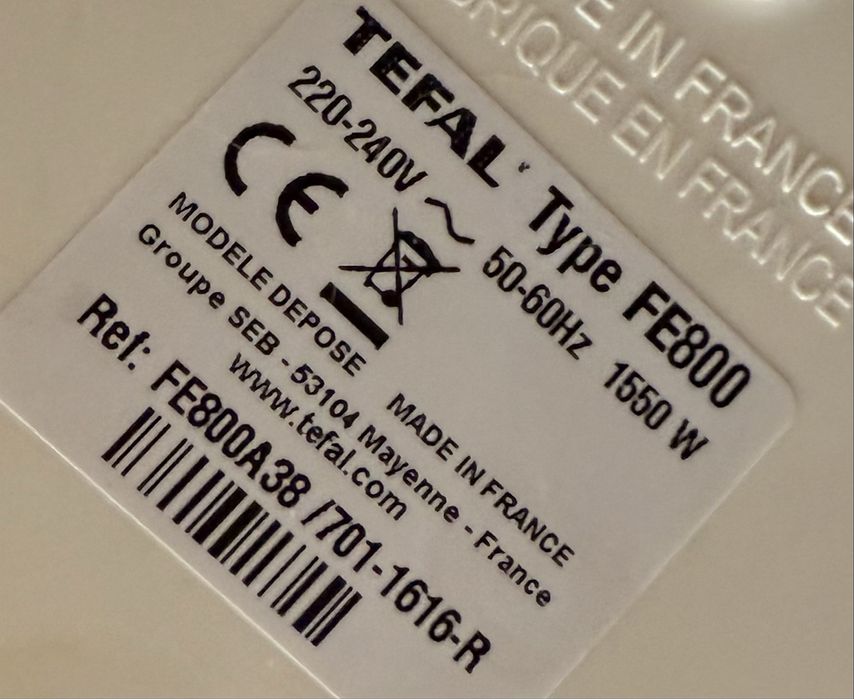 TEFAL Type FE800
220-240V ~ 50-60Hz 1550 W
CE
MODELE DEPOSE MADE IN FRANCE
Groupe SEB - 53104 Mayenne - France
www.tefal.com
Ref: FE800A38 /701-1616-R
IN FRANCE
EN FRANCE